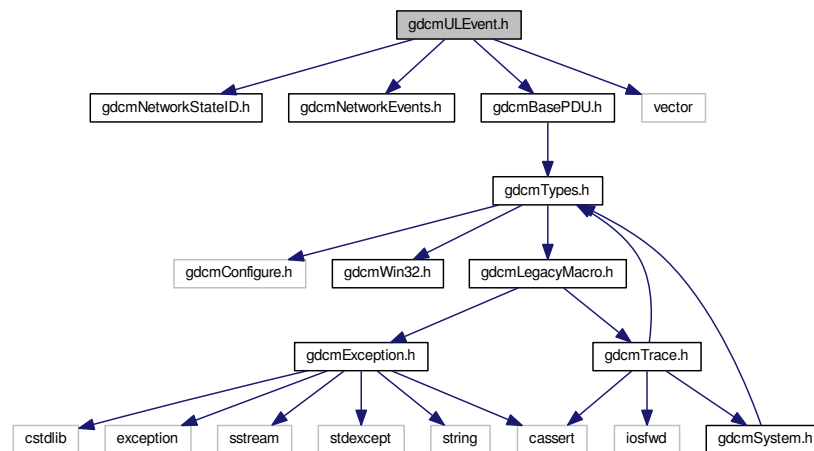 gdcmULEvent.h
gdcmNetworkStateID.h
gdcmNetworkEvents.h
gdcmBasePDU.h
vector
gdcmTypes.h
gdcmConfigure.h
gdcmWin32.h
gdcmLegacyMacro.h
gdcmException.h
gdcmTrace.h
cstdlib
exception
sstream
stdexcept
string
cassert
iosfwd
gdcmSystem.h